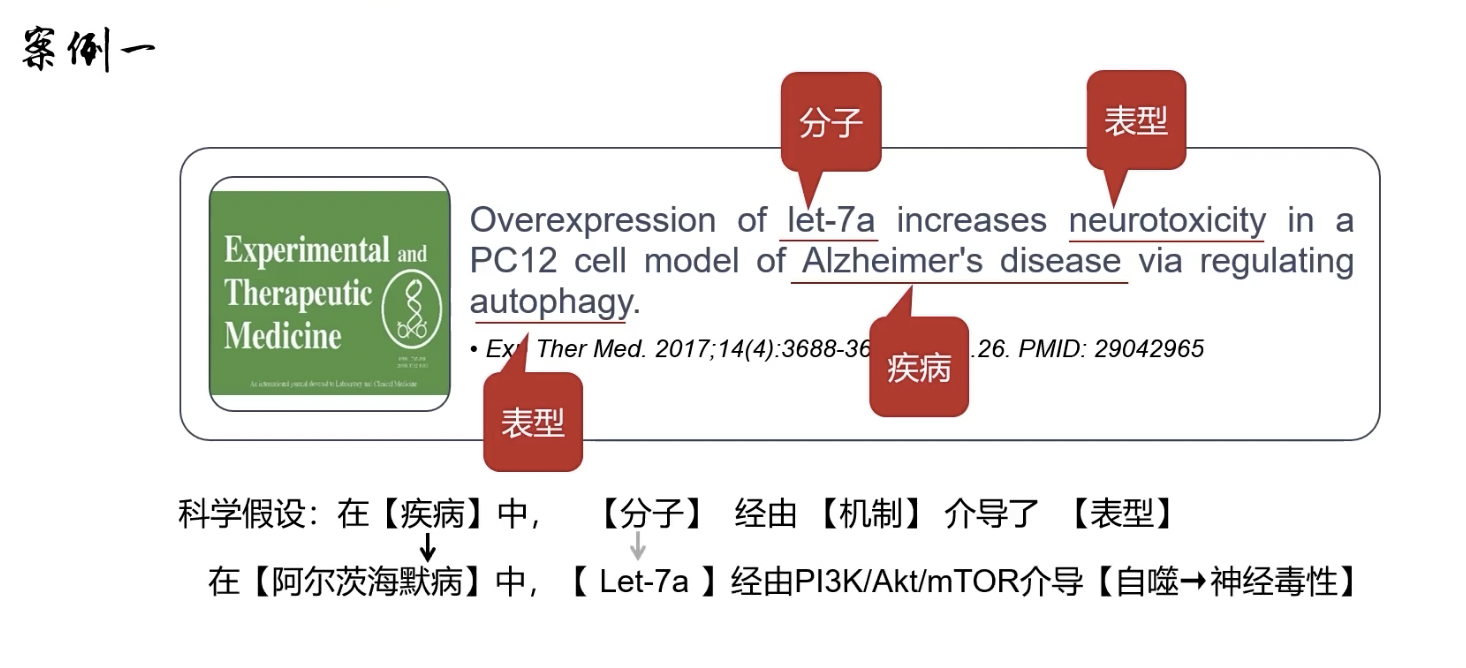 案例一
分子
表型
Experimental and
Therapeutic
Medicine
An international journal devoted to Laboratory and Clinical Medicine
Overexpression of let-7a increases neurotoxicity in a
PC12 cell model of Alzheimer's disease via regulating
autophagy.
• Exp Ther Med. 2017;14(4):3688-36 .26. PMID: 29042965
疾病
表型
科学假设：在【疾病】中， 【分子】 经由 【机制】 介导了 【表型】
在【阿尔茨海默病】中，【 Let-7a 】经由PI3K/Akt/mTOR介导【自噬→神经毒性】